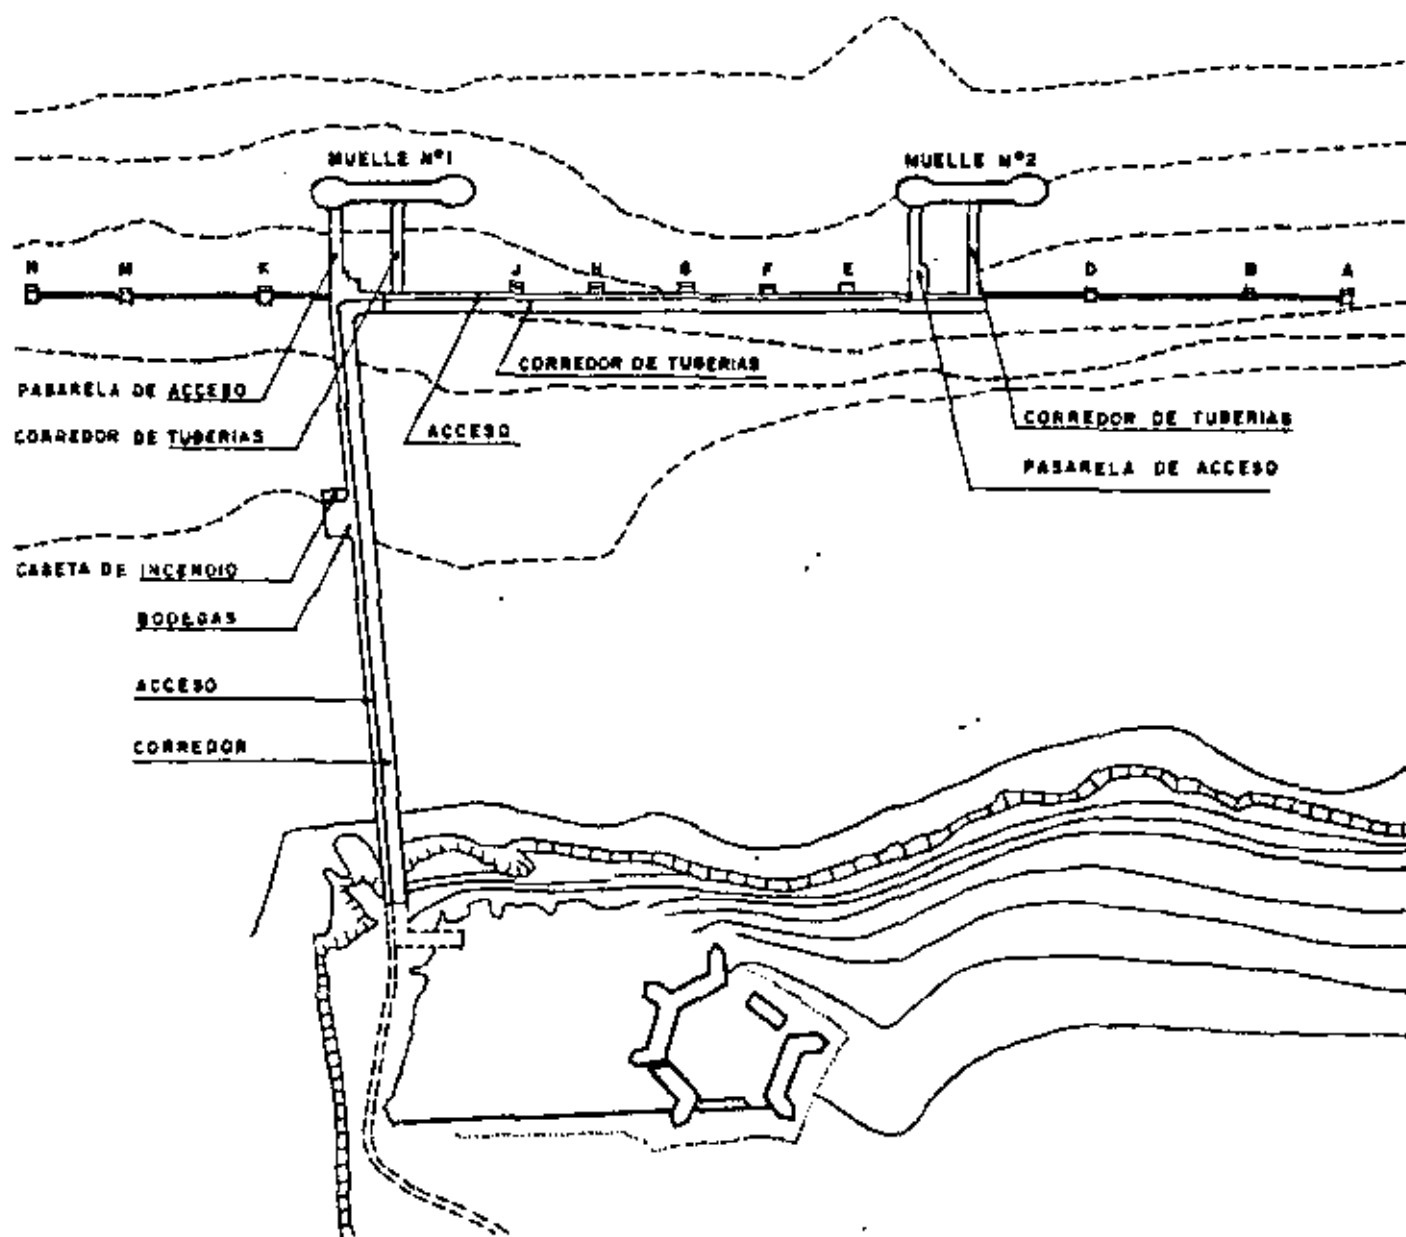 MUELLE Nº1
MUELLE Nº2
N M K J H G F E D B A
CORREDOR DE TUBERIAS
PASARELA DE ACCESO
CORREDOR DE TUBERIAS
ACCESO
CORREDOR DE TUBERIAS
PASARELA DE ACCESO
CASETA DE INCENDIO
BODEGAS
ACCESO
CORREDOR